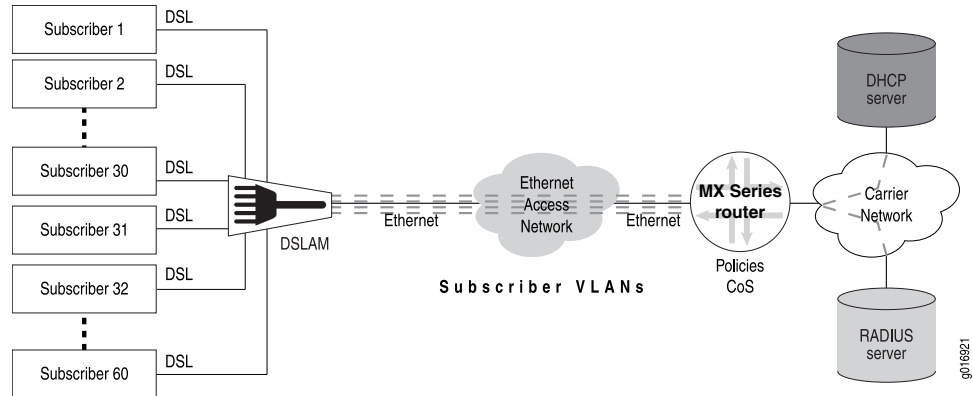 Subscriber 1
DSL
Subscriber 2
DSL
Subscriber 30
DSL
Subscriber 31
DSL
Subscriber 32
DSL
Subscriber 60
DSL
DSLAM
Ethernet
Ethernet
Access
Network
Ethernet
Subscriber VLANs
MX Series
router
Policies
CoS
DHCP
server
Carrier
Network
RADIUS
server
g016921